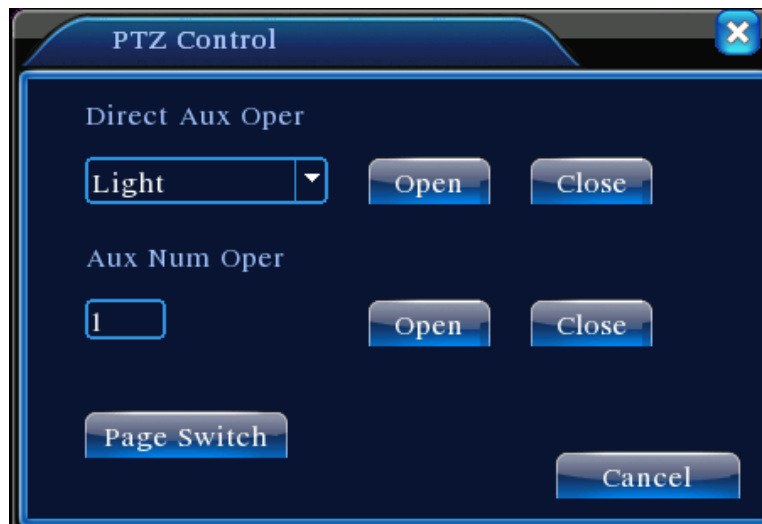 PTZ Control
Direct Aux Oper
Light Open Close
Aux Num Oper
1 Open Close
Page Switch
Cancel